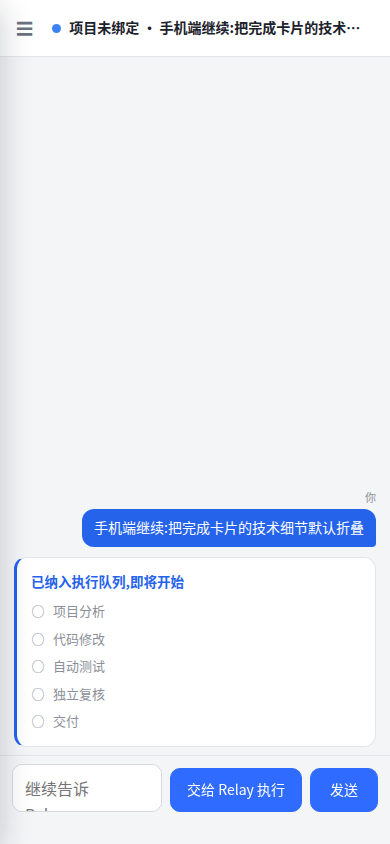 项目未绑定 · 手机端继续:把完成卡片的技术…
你
手机端继续:把完成卡片的技术细节默认折叠
已纳入执行队列,即将开始
项目分析
代码修改
自动测试
独立复核
交付
继续告诉
交给 Relay 执行
发送